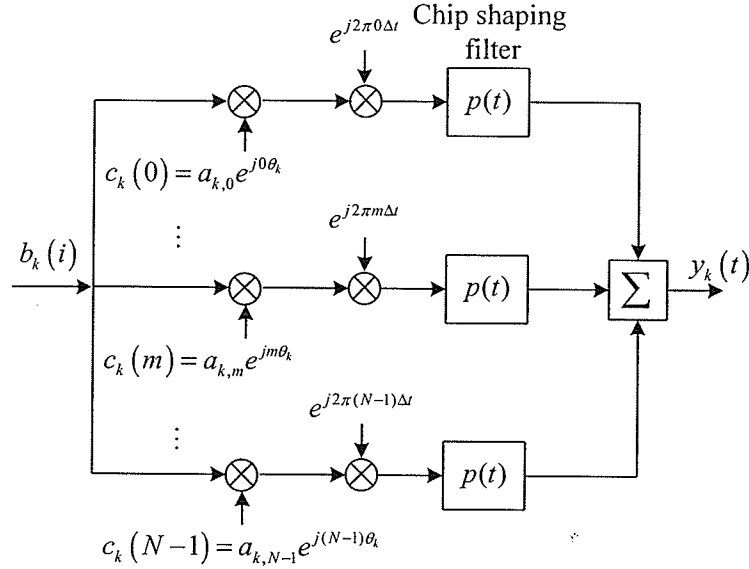 Chip shaping
filter
e^{j2π0Δt}
p(t)
c_k(0) = a_{k,0}e^{j0θ_k}
⋮
e^{j2πmΔt}
b_k(i)
p(t)
Σ
y_k(t)
c_k(m) = a_{k,m}e^{jmθ_k}
⋮
e^{j2π(N−1)Δt}
p(t)
c_k(N−1) = a_{k,N−1}e^{j(N−1)θ_k}